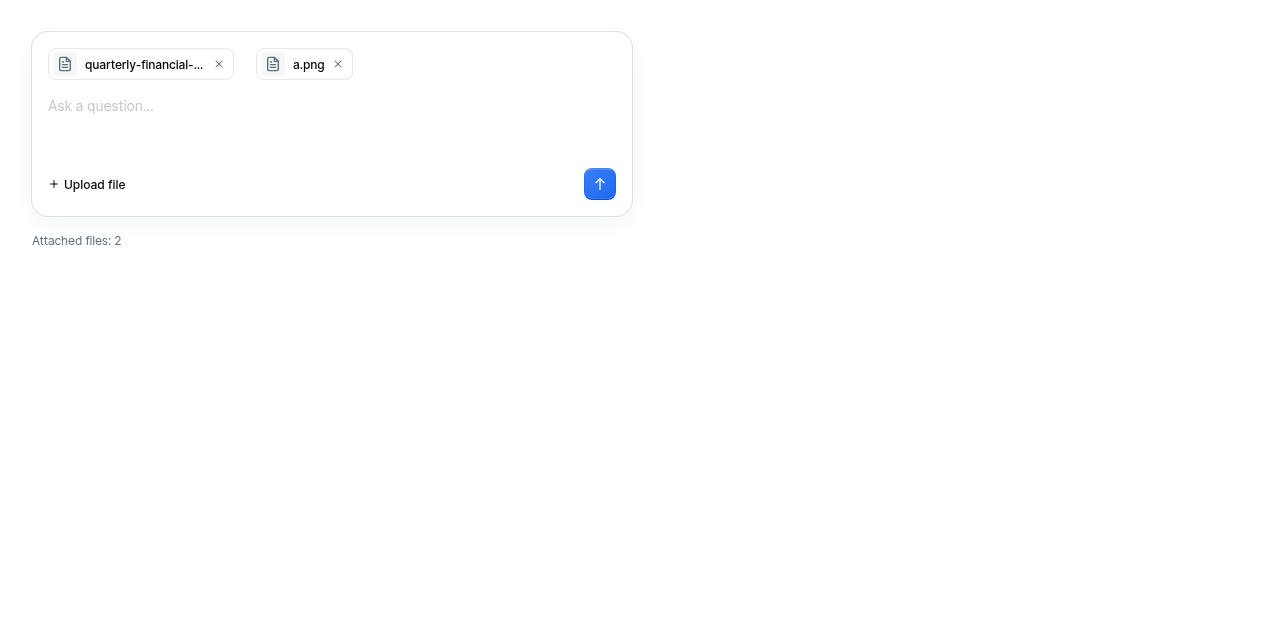 quarterly-financial-... a.png
Ask a question...
Upload file
Attached files: 2